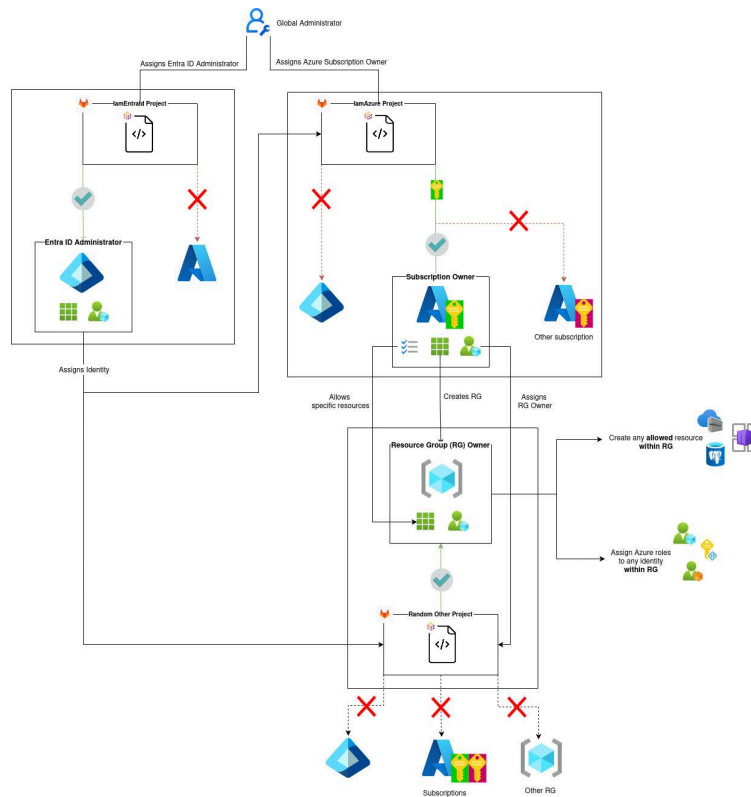 Global Administrator
Assigns Entra ID Administrator
Assigns Azure Subscription Owner
IamEntraid Project
IamAzure Project
</>
</>
Entra ID Administrator
Subscription Owner
Other subscription
Assigns Identity
Allows
specific resources
Creates RG
Assigns
RG Owner
Resource Group (RG) Owner
Create any allowed resource
within RG
Assign Azure roles
to any identity
within RG
Random Other Project
</>
Subscriptions
Other RG